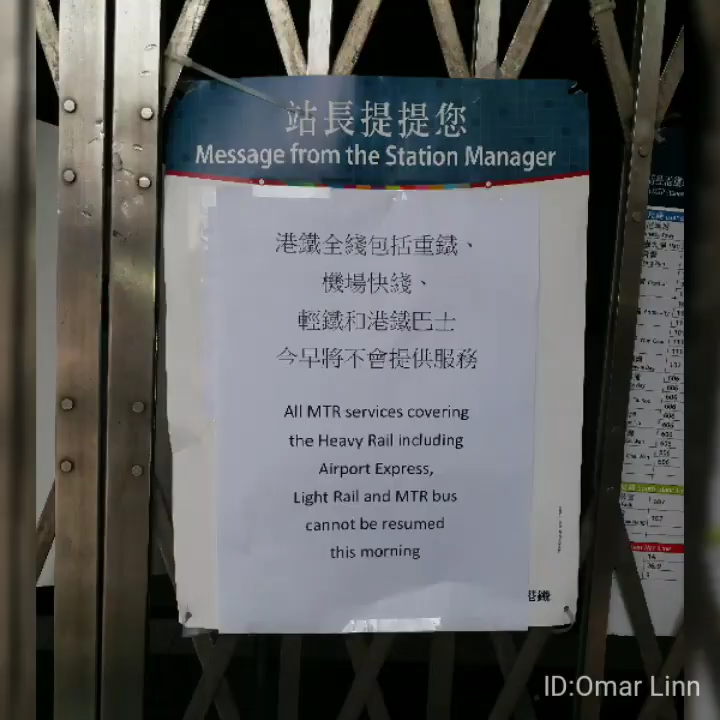 站長提提您
Message from the Station Manager
港鐵全綫包括重鐵、
機場快綫、
輕鐵和港鐵巴士
今早將不會提供服務
All MTR services covering
the Heavy Rail including
Airport Express,
Light Rail and MTR bus
cannot be resumed
this morning
港鐵
ID:Omar Linn